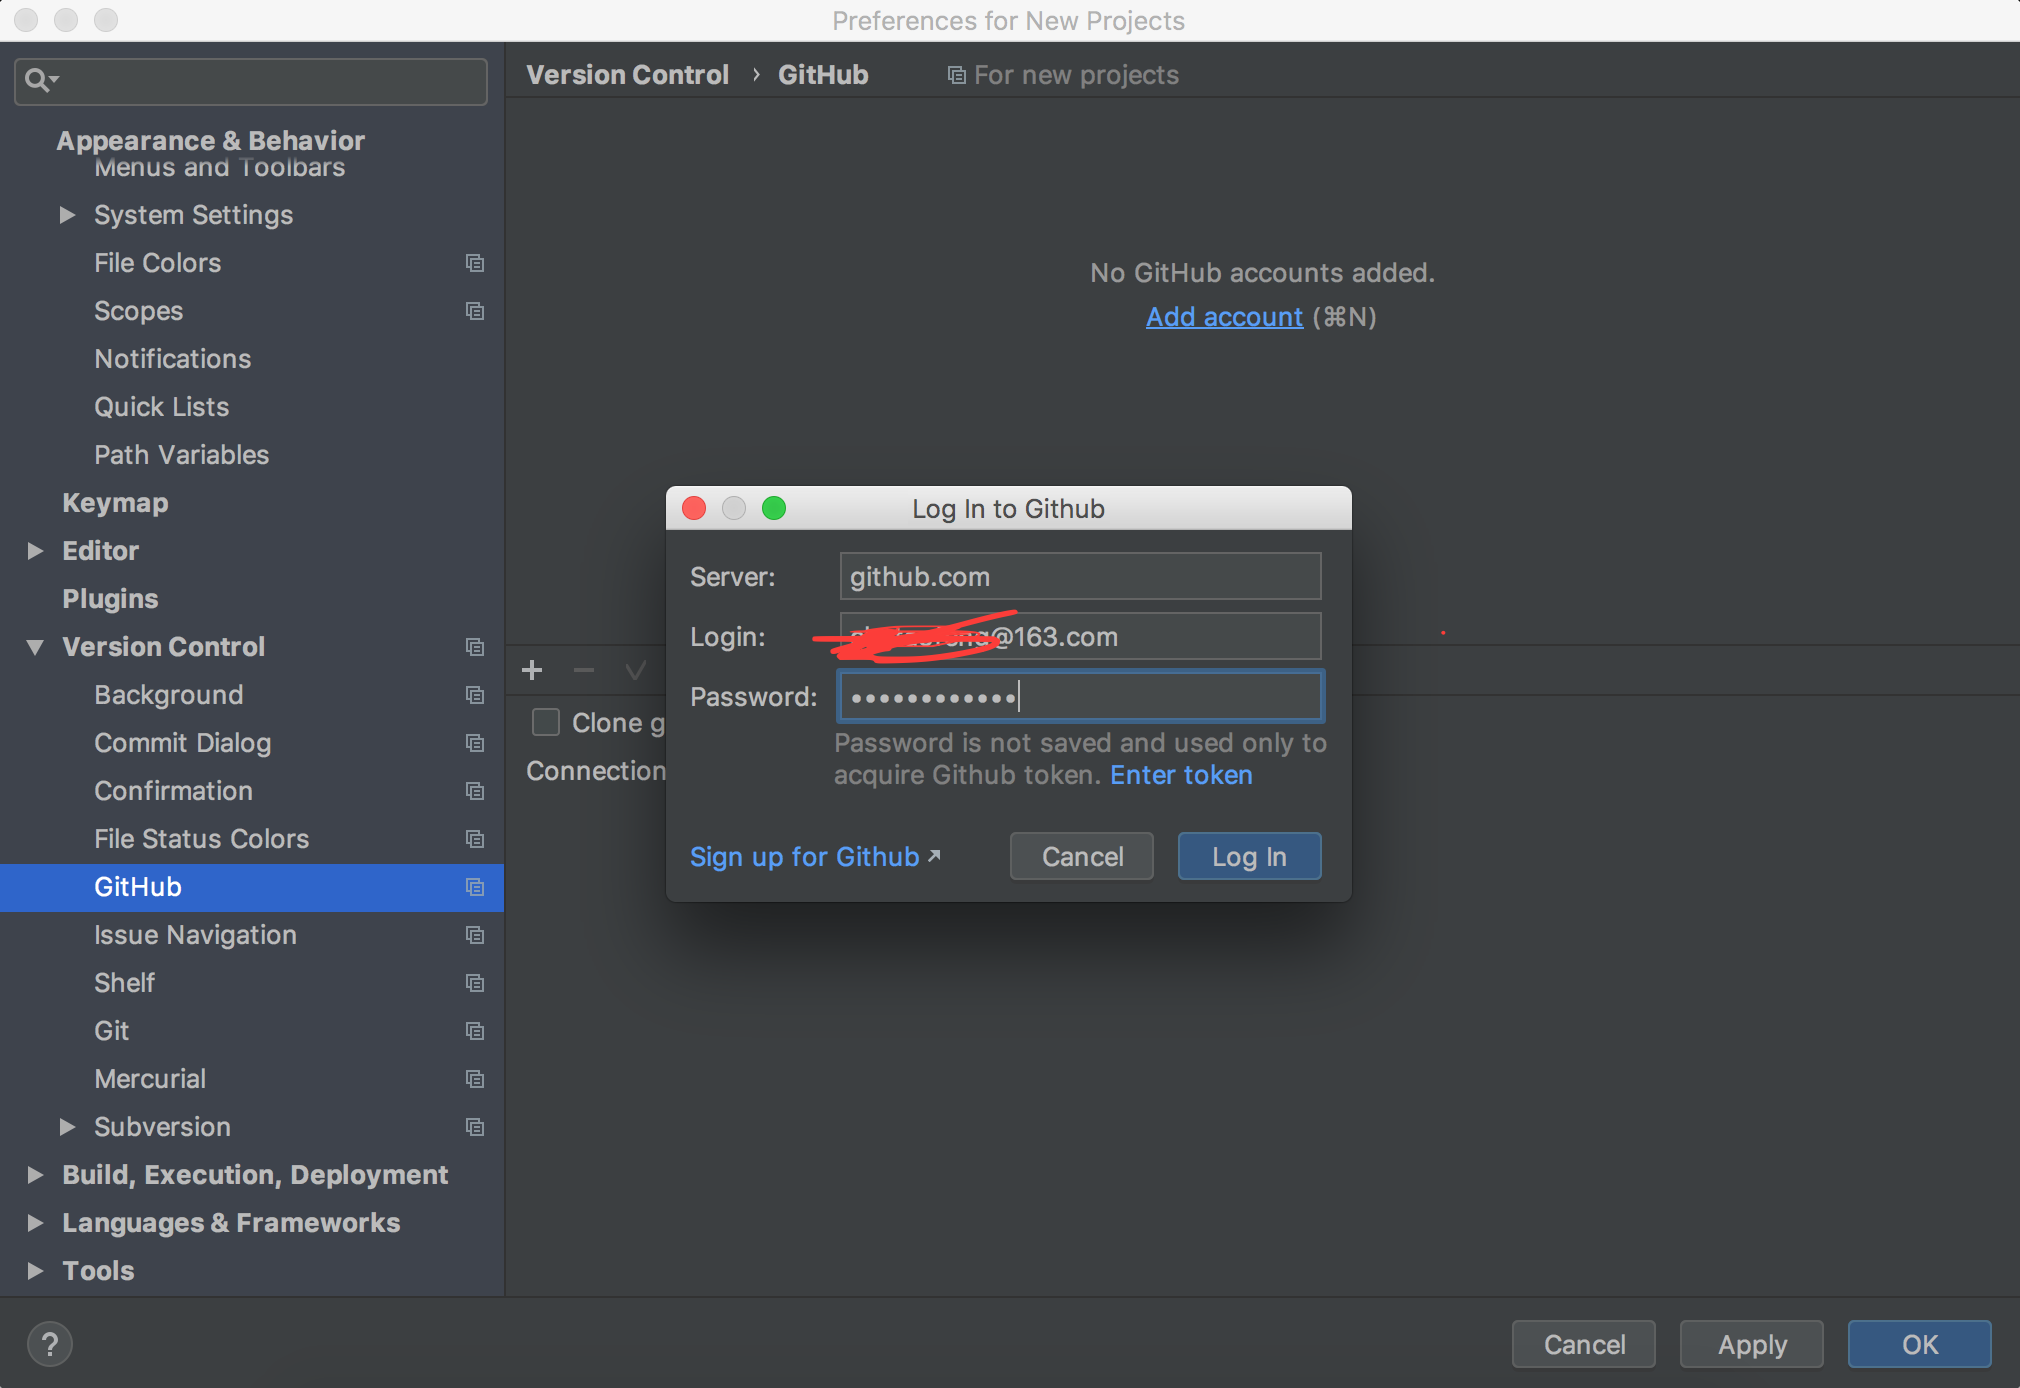 Preferences for New Projects
Version Control › GitHub For new projects
Appearance & Behavior
Menus and Toolbars
System Settings
File Colors
Scopes
Notifications
Quick Lists
Path Variables
Keymap
Editor
Plugins
Version Control
Background
Commit Dialog
Confirmation
File Status Colors
GitHub
Issue Navigation
Shelf
Git
Mercurial
Subversion
Build, Execution, Deployment
Languages & Frameworks
Tools
No GitHub accounts added.
Add account (⌘N)
Clone g
Connection
Log In to Github
Server: github.com
Login: @163.com
Password: ••••••••••••
Password is not saved and used only to
acquire Github token. Enter token
Sign up for Github
Cancel
Log In
?
Cancel
Apply
OK